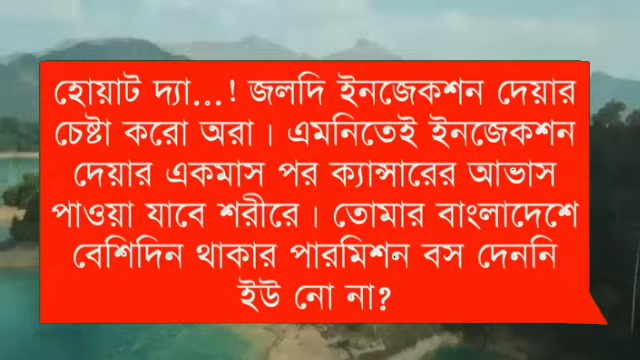 হোয়াট দ্যা...! জলদি ইনজেকশন দেয়ার
চেষ্টা করো অরা। এমনিতেই ইনজেকশন
দেয়ার একমাস পর ক্যান্সারের আভাস
পাওয়া যাবে শরীরে। তোমার বাংলাদেশে
বেশিদিন থাকার পারমিশন বস দেননি
ইউ নো না?